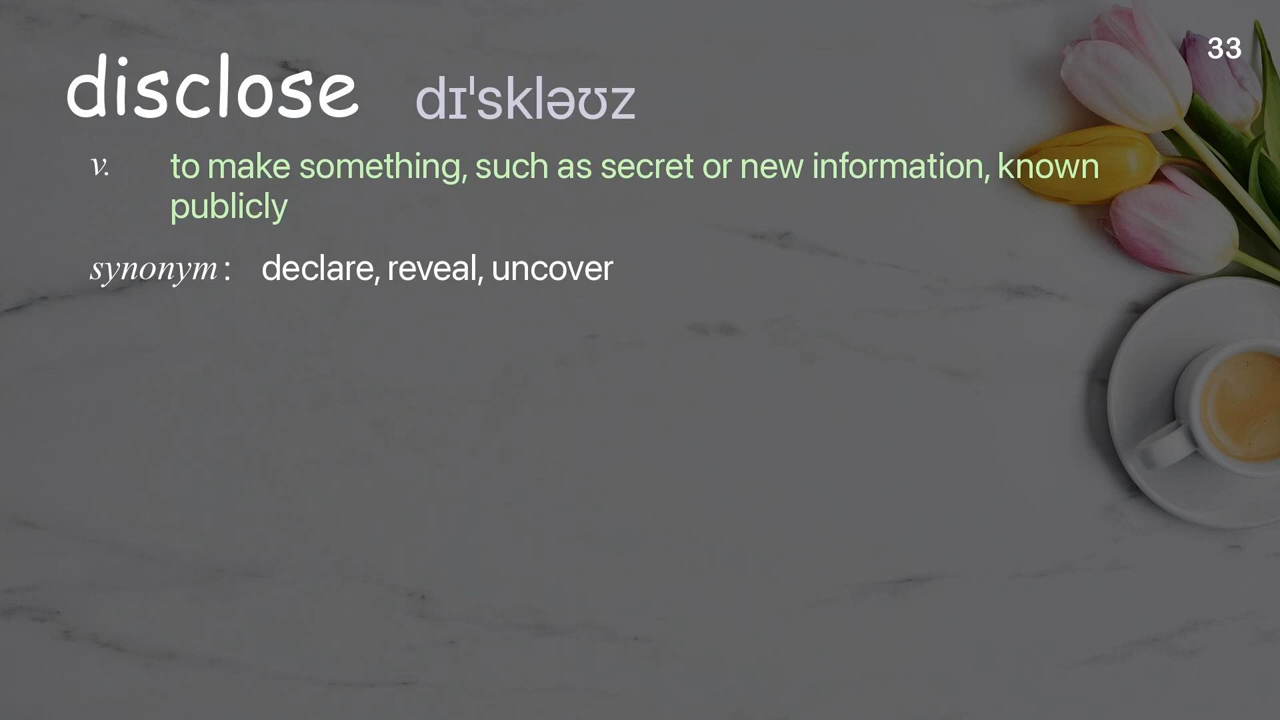 33
disclose dɪˈskləʊz
v. to make something, such as secret or new information, known
publicly
synonym : declare, reveal, uncover